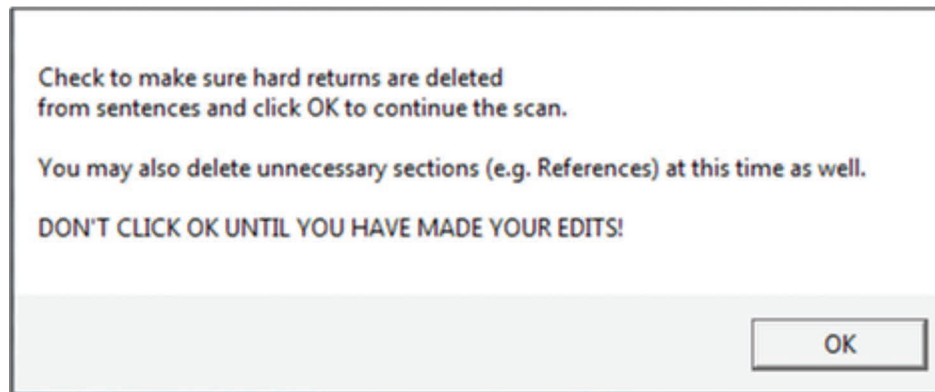 Check to make sure hard returns are deleted
from sentences and click OK to continue the scan.
You may also delete unnecessary sections (e.g. References) at this time as well.
DON'T CLICK OK UNTIL YOU HAVE MADE YOUR EDITS!
OK